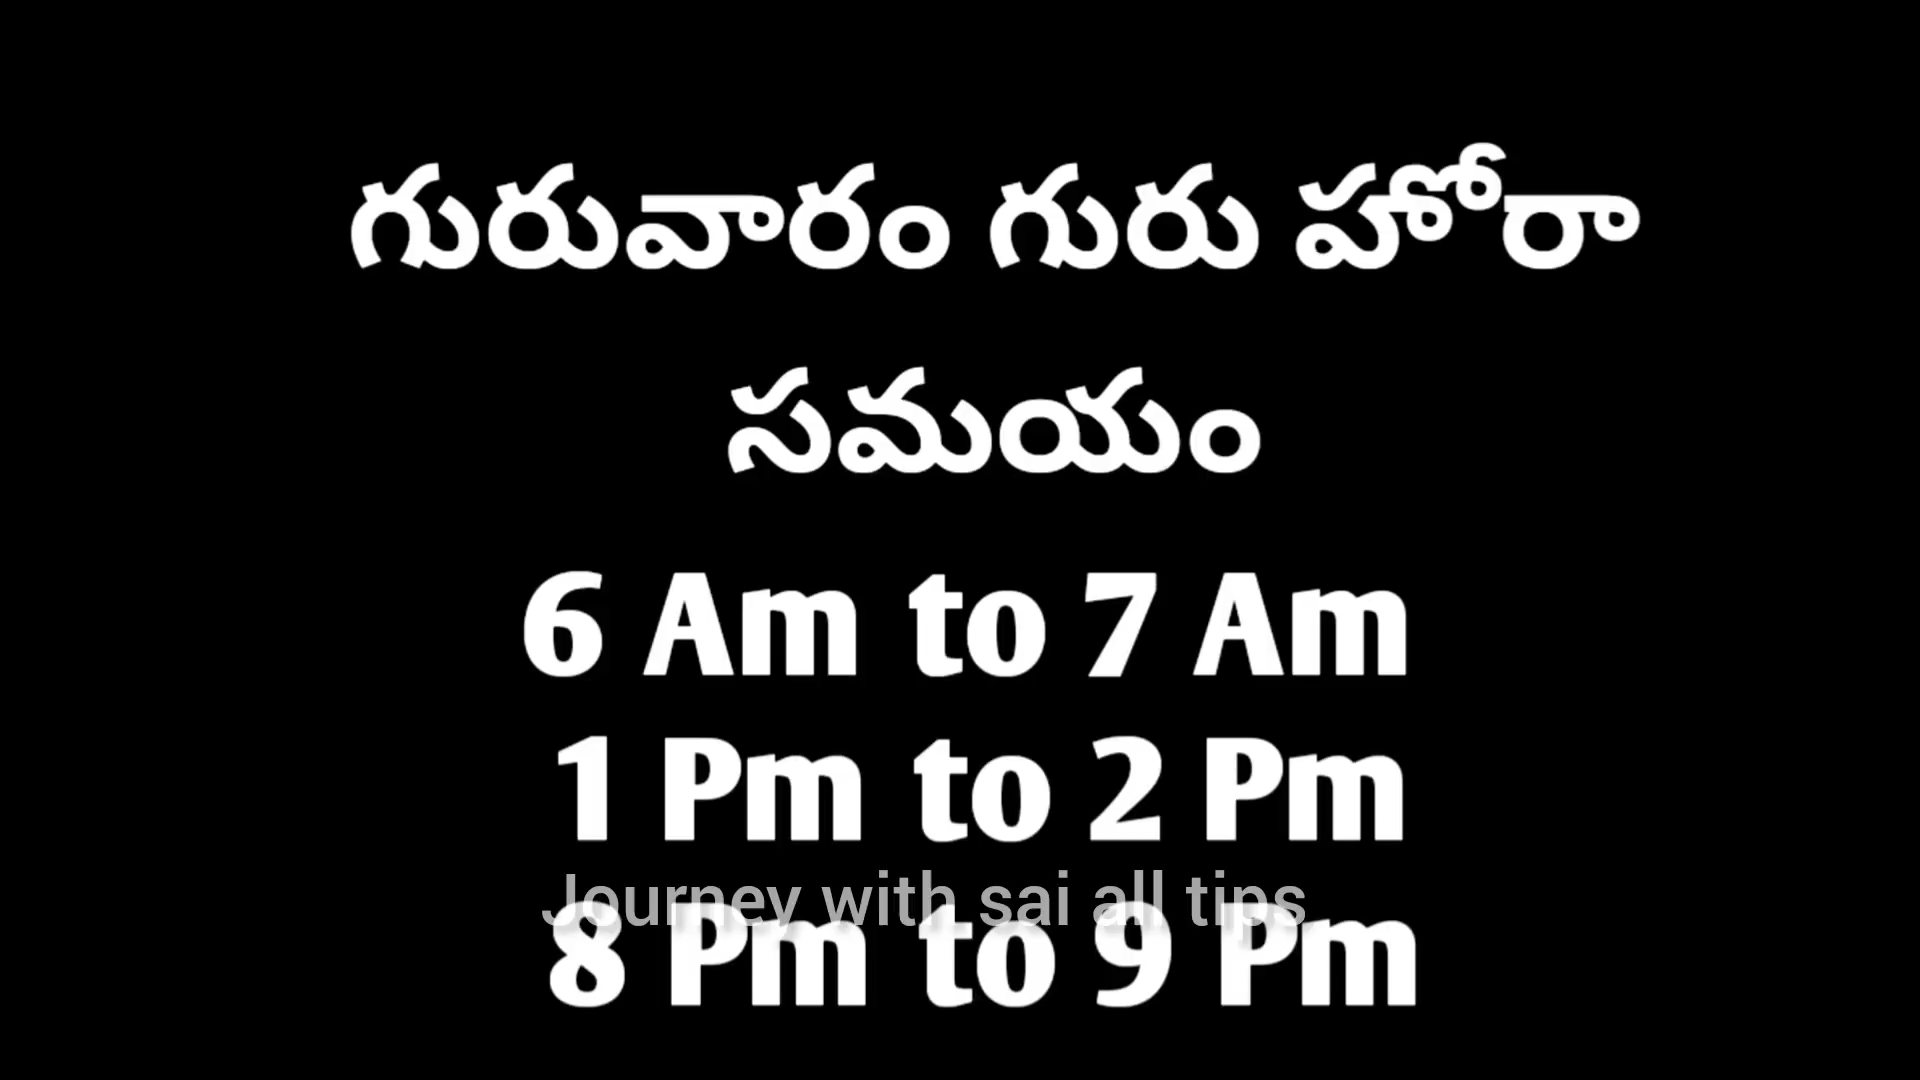 గురువారం గురు హోరా
సమయం
6 Am to 7 Am
1 Pm to 2 Pm
Journey with sai all tips
8 Pm to 9 Pm